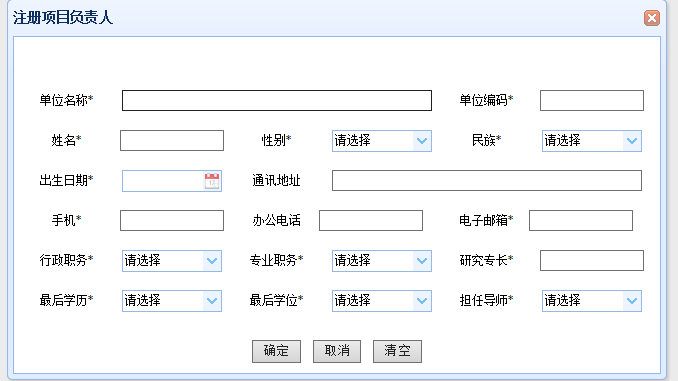 注册项目负责人
单位名称* 单位编码*
姓名* 性别* 请选择 民族* 请选择
出生日期* 通讯地址
手机* 办公电话 电子邮箱*
行政职务* 请选择 专业职务* 请选择 研究专长*
最后学历* 请选择 最后学位* 请选择 担任导师* 请选择
确定 取消 清空